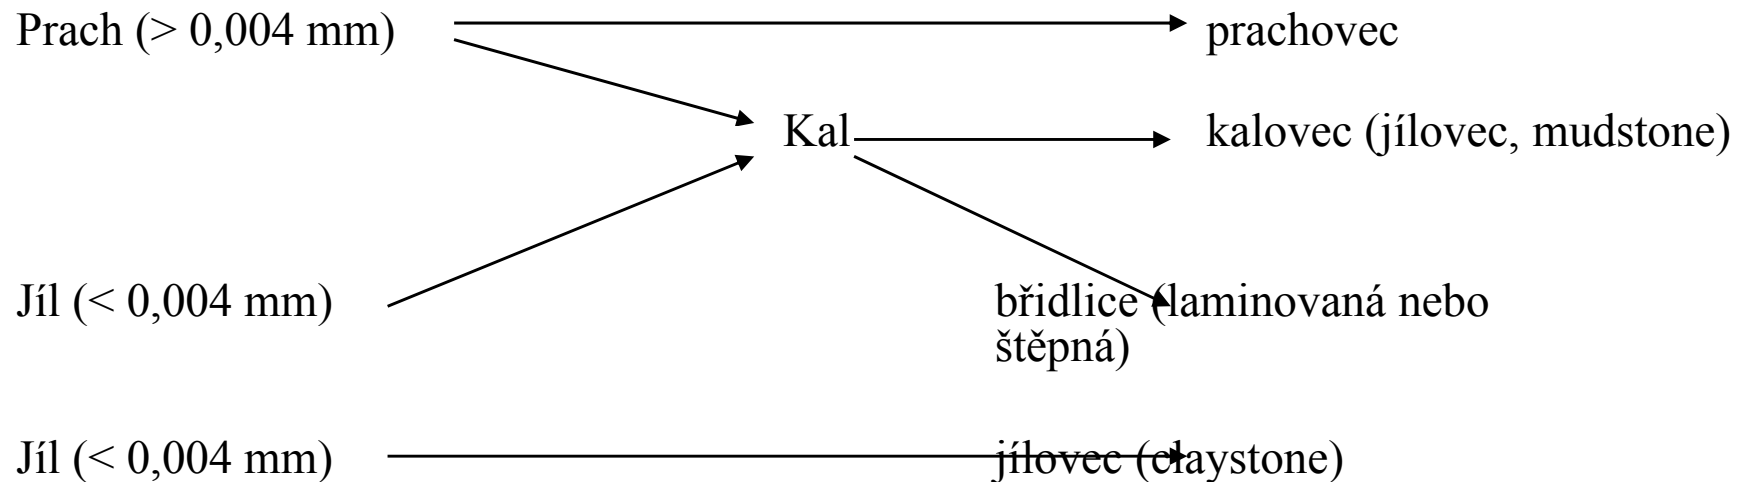 Prach (> 0,004 mm)
prachovec
Kal
kalovec (jílovec, mudstone)
Jíl (< 0,004 mm)
břidlice (laminovaná nebo
štěpná)
Jíl (< 0,004 mm)
jílovec (claystone)